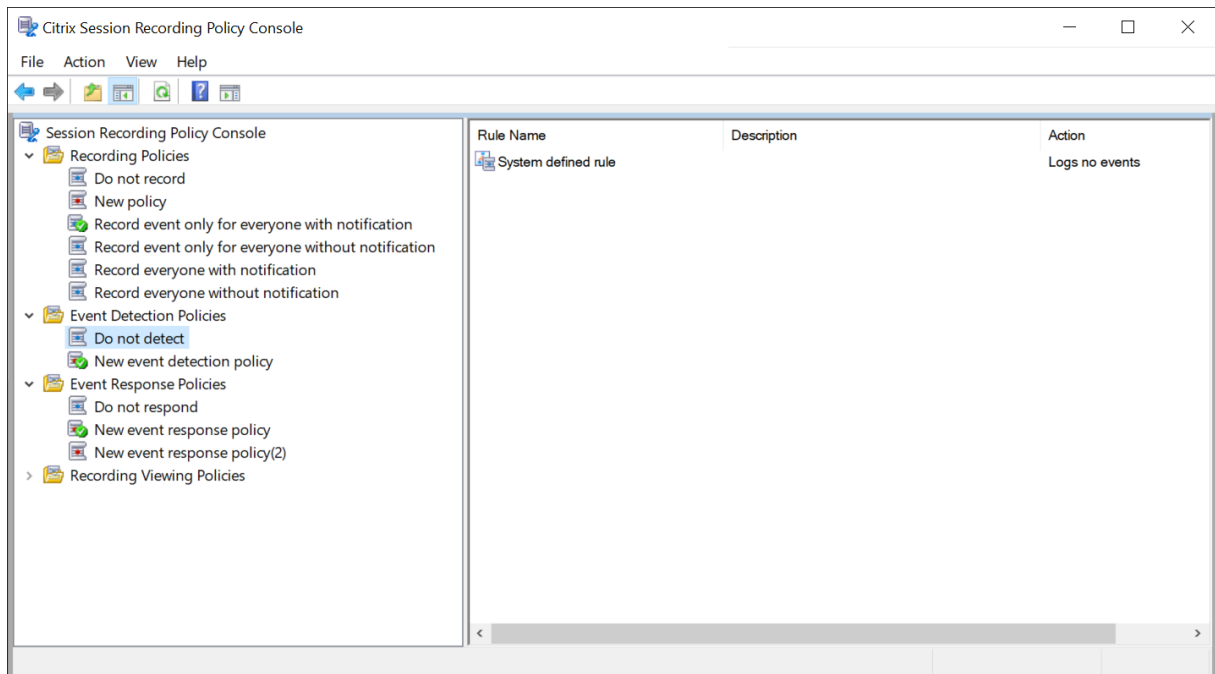 Citrix Session Recording Policy Console
File Action View Help
Session Recording Policy Console
Recording Policies
Do not record
New policy
Record event only for everyone with notification
Record event only for everyone without notification
Record everyone with notification
Record everyone without notification
Event Detection Policies
Do not detect
New event detection policy
Event Response Policies
Do not respond
New event response policy
New event response policy(2)
Recording Viewing Policies
Rule Name Description Action
System defined rule Logs no events